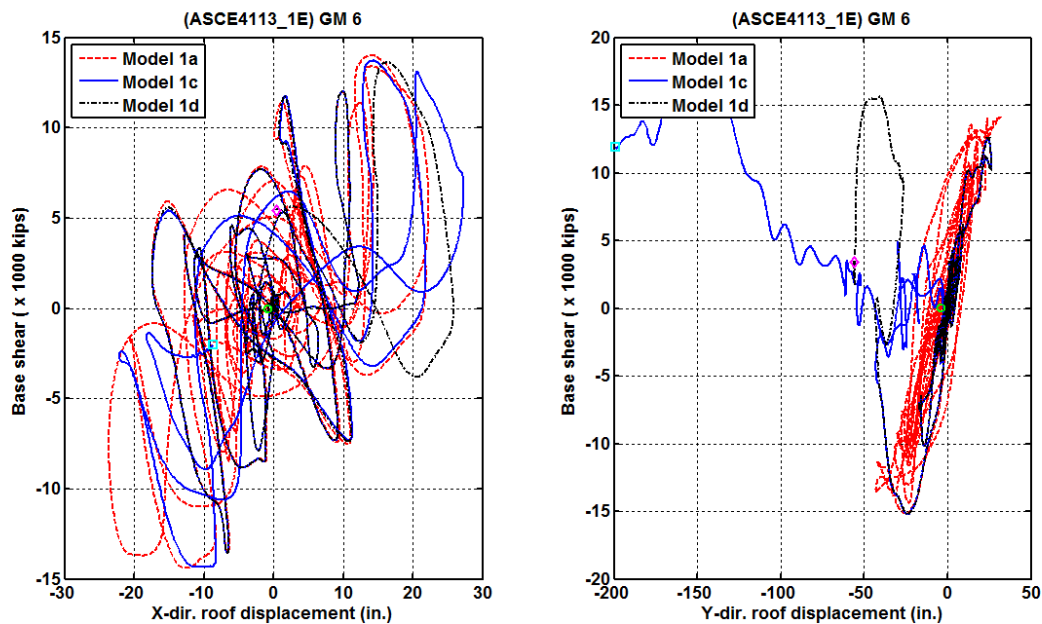 (ASCE4113_1E) GM 6
15
10
5
0
-5
-10
-15
Base shear ( x 1000 kips)
Model 1a
Model 1c
Model 1d
-30
-20
-10
0
10
20
30
X-dir. roof displacement (in.)
(ASCE4113_1E) GM 6
20
15
10
5
0
-5
-10
-15
-20
Base shear ( x 1000 kips)
Model 1a
Model 1c
Model 1d
-200
-150
-100
-50
0
50
Y-dir. roof displacement (in.)